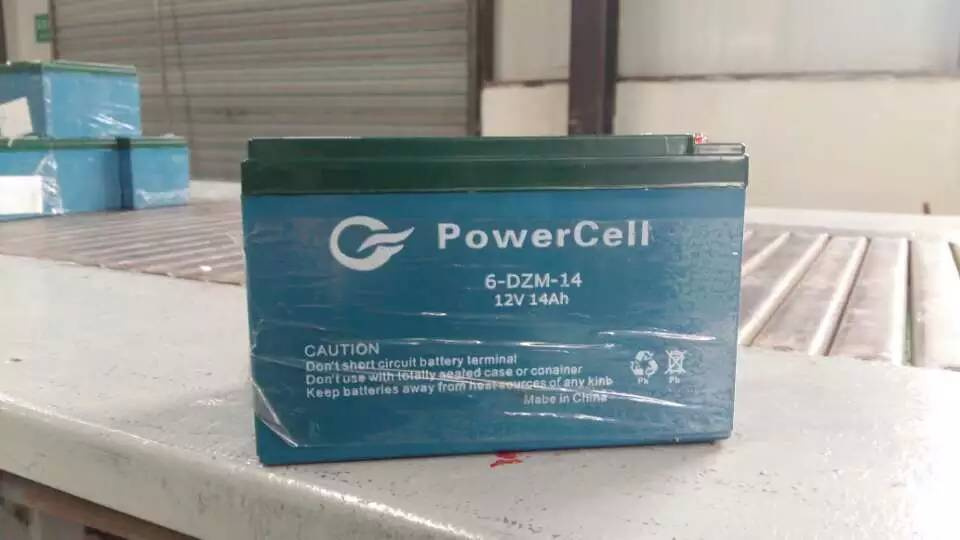 PowerCell
6-DZM-14
12V 14Ah
CAUTION
Don't short circuit battery terminal
Don't use with totally sealed case or conainer
Keep batteries away from heat sources of any kinb
Mabe in China
Pb Pb